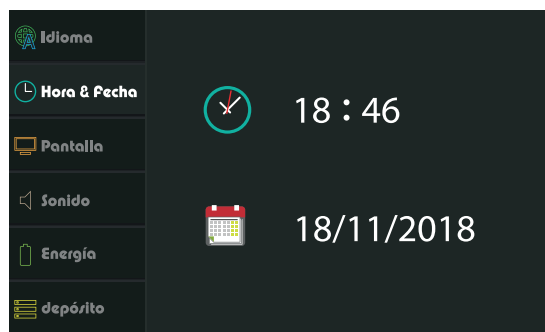 Idioma
Hora & Fecha
Pantalla
Sonido
Energía
depósito
18 : 46
18/11/2018